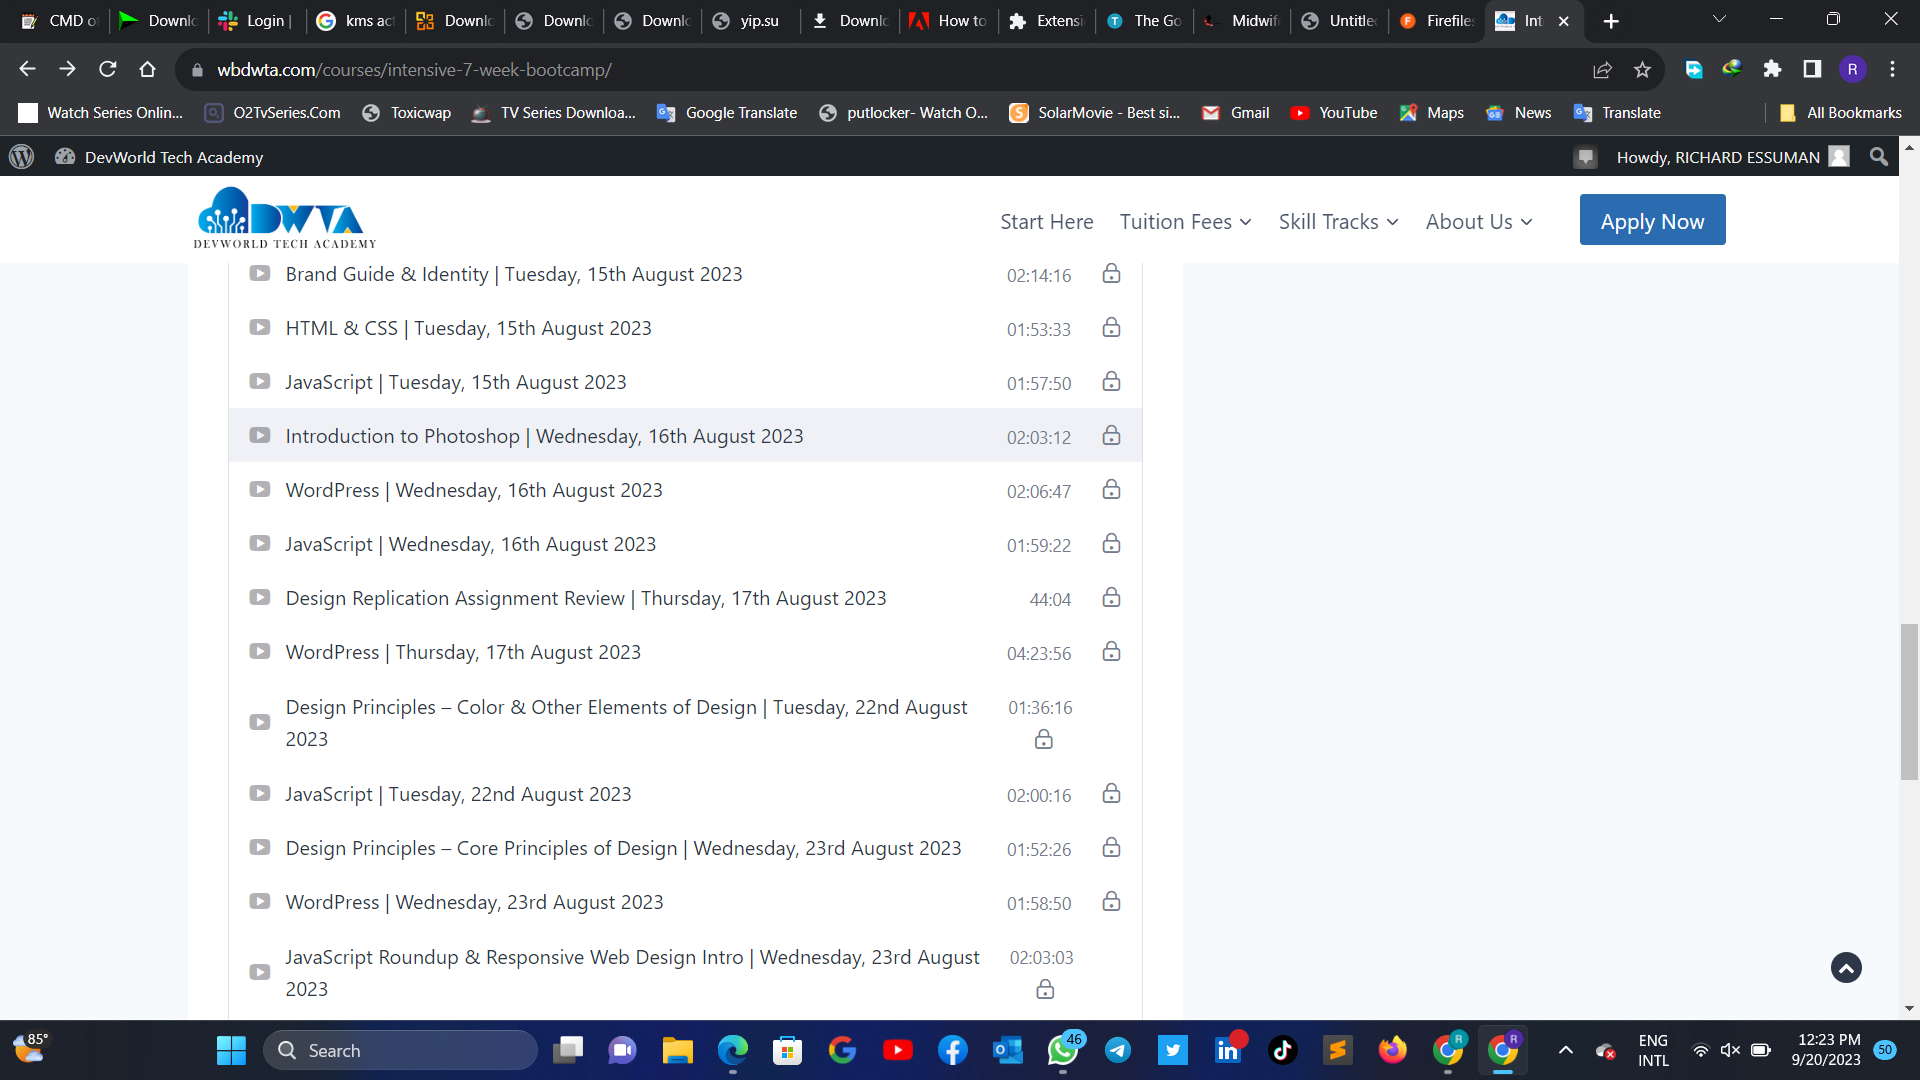 CMD of
Downlo
Login |
kms act
Downlo
Downlo
Downlo
yip.su
Downlo
How to
Extensi
The Go
Midwif
Untitled
Firefiles
Int
wbdwta.com/courses/intensive-7-week-bootcamp/
R
Watch Series Onlin...
O2TvSeries.Com
Toxicwap
TV Series Downloa...
Google Translate
putlocker- Watch O...
SolarMovie - Best si...
Gmail
YouTube
Maps
News
Translate
All Bookmarks
DevWorld Tech Academy
Howdy, RICHARD ESSUMAN
DWTA
DEVWORLD TECH ACADEMY
Start Here
Tuition Fees
Skill Tracks
About Us
Apply Now
Brand Guide & Identity | Tuesday, 15th August 2023 02:14:16
HTML & CSS | Tuesday, 15th August 2023 01:53:33
JavaScript | Tuesday, 15th August 2023 01:57:50
Introduction to Photoshop | Wednesday, 16th August 2023 02:03:12
WordPress | Wednesday, 16th August 2023 02:06:47
JavaScript | Wednesday, 16th August 2023 01:59:22
Design Replication Assignment Review | Thursday, 17th August 2023 44:04
WordPress | Thursday, 17th August 2023 04:23:56
Design Principles – Color & Other Elements of Design | Tuesday, 22nd August 01:36:16
2023
JavaScript | Tuesday, 22nd August 2023 02:00:16
Design Principles – Core Principles of Design | Wednesday, 23rd August 2023 01:52:26
WordPress | Wednesday, 23rd August 2023 01:58:50
JavaScript Roundup & Responsive Web Design Intro | Wednesday, 23rd August 02:03:03
2023
85°
Search
46
ENG
INTL
12:23 PM
9/20/2023
50